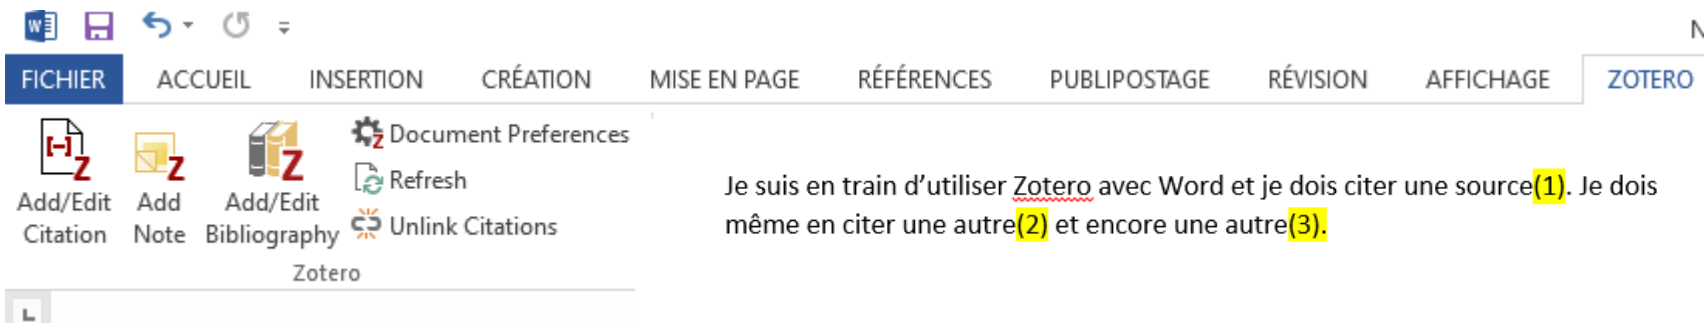 N
FICHIER ACCUEIL INSERTION CRÉATION MISE EN PAGE RÉFÉRENCES PUBLIPOSTAGE RÉVISION AFFICHAGE ZOTERO
Add/Edit Citation
Add Note
Add/Edit Bibliography
Document Preferences
Refresh
Unlink Citations
Zotero
Je suis en train d’utiliser Zotero avec Word et je dois citer une source(1). Je dois
même en citer une autre(2) et encore une autre(3).